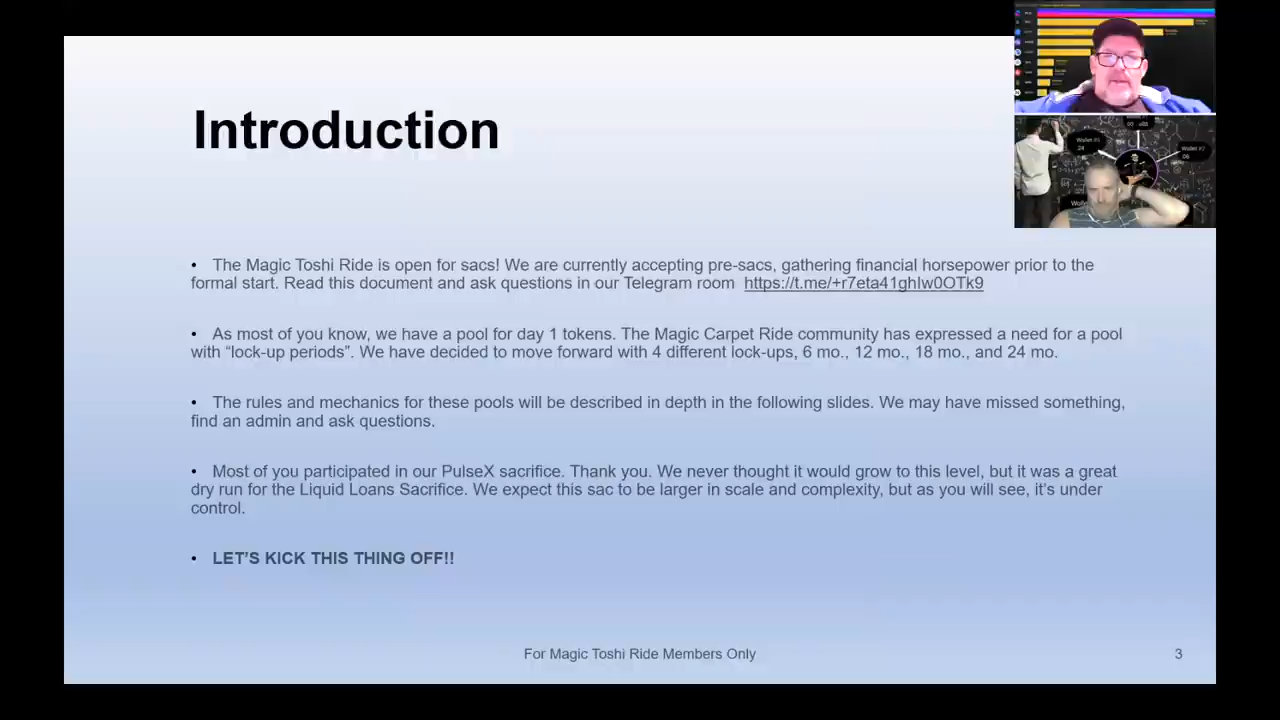 Introduction
• The Magic Toshi Ride is open for sacs! We are currently accepting pre-sacs, gathering financial horsepower prior to the
formal start. Read this document and ask questions in our Telegram room https://t.me/+r7eta41ghIw0OTk9
• As most of you know, we have a pool for day 1 tokens. The Magic Carpet Ride community has expressed a need for a pool
with “lock-up periods”. We have decided to move forward with 4 different lock-ups, 6 mo., 12 mo., 18 mo., and 24 mo.
• The rules and mechanics for these pools will be described in depth in the following slides. We may have missed something,
find an admin and ask questions.
• Most of you participated in our PulseX sacrifice. Thank you. We never thought it would grow to this level, but it was a great
dry run for the Liquid Loans Sacrifice. We expect this sac to be larger in scale and complexity, but as you will see, it’s under
control.
• LET’S KICK THIS THING OFF!!
For Magic Toshi Ride Members Only
3